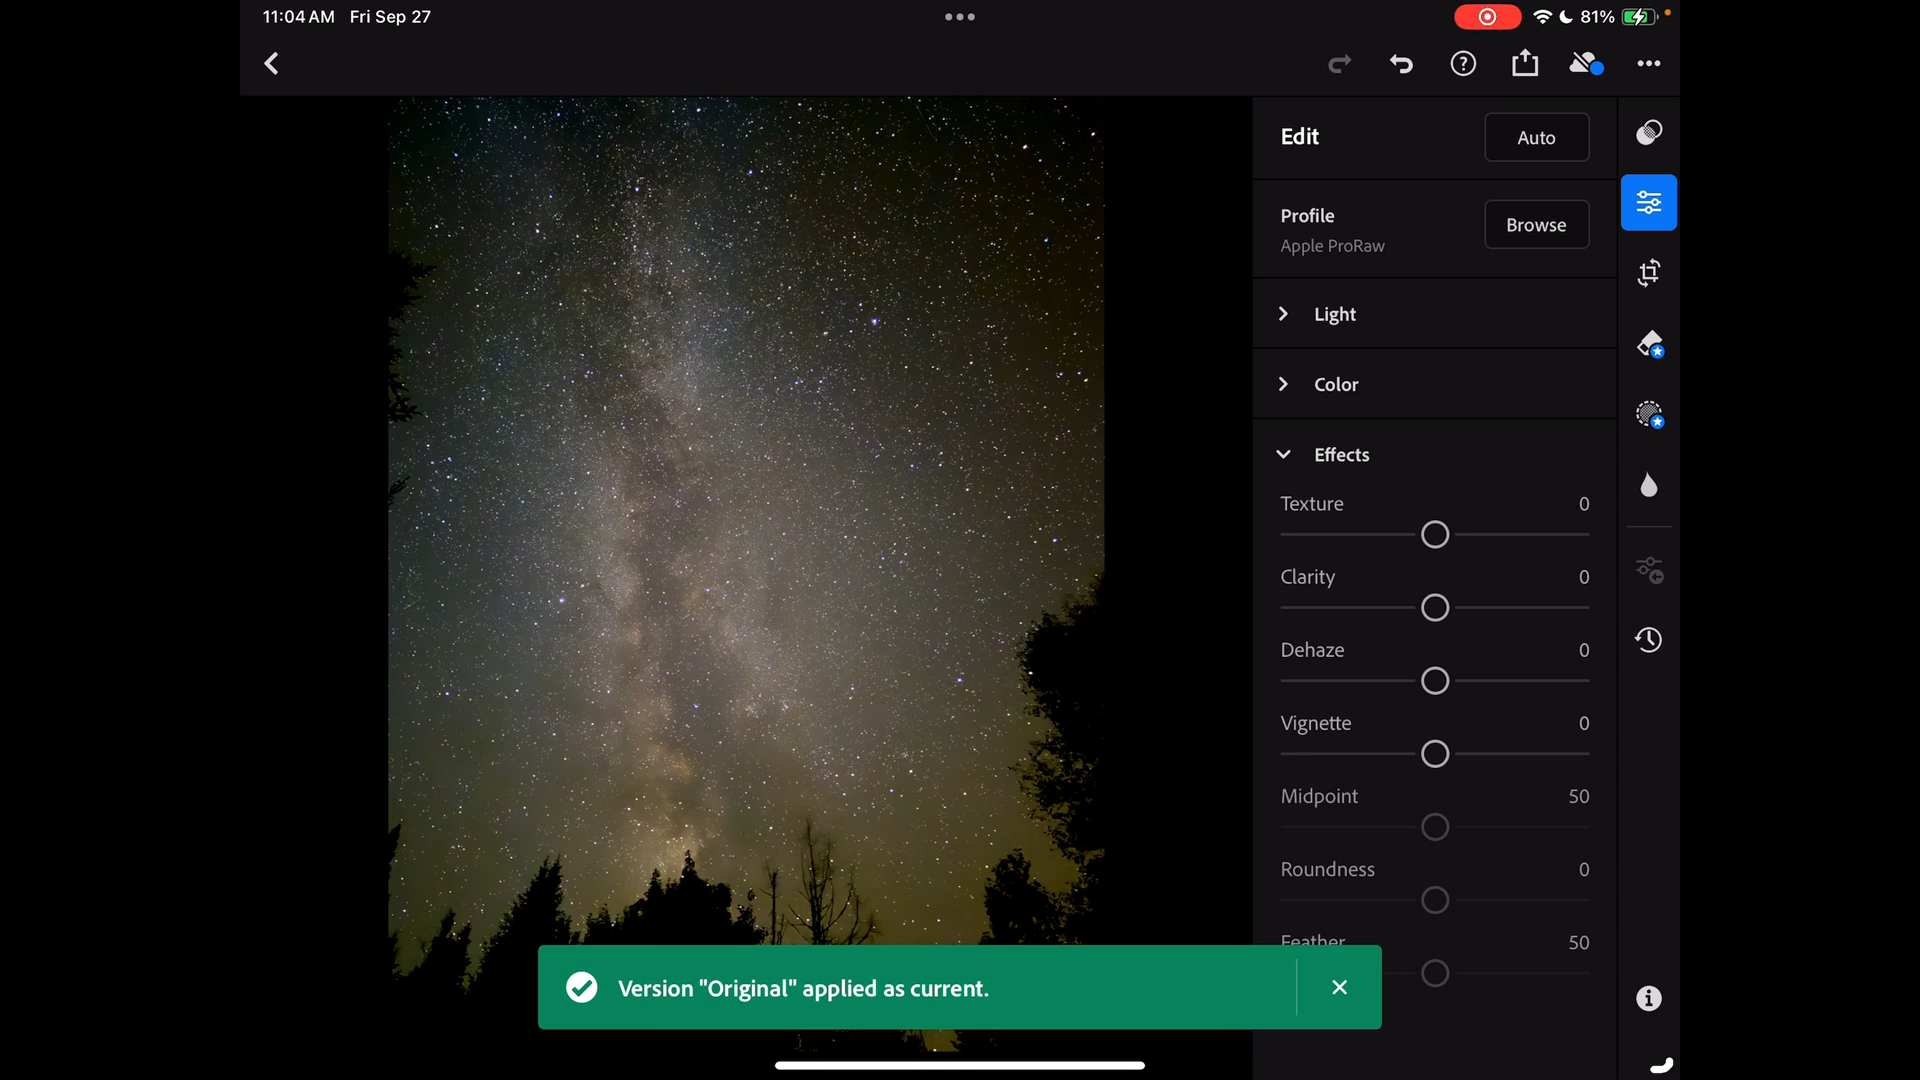 11:04 AM Fri Sep 27
81%
Edit
Auto
Profile
Apple ProRaw
Browse
Light
Color
Effects
Texture 0
Clarity 0
Dehaze 0
Vignette 0
Midpoint 50
Roundness 0
Feather 50
Version "Original" applied as current.